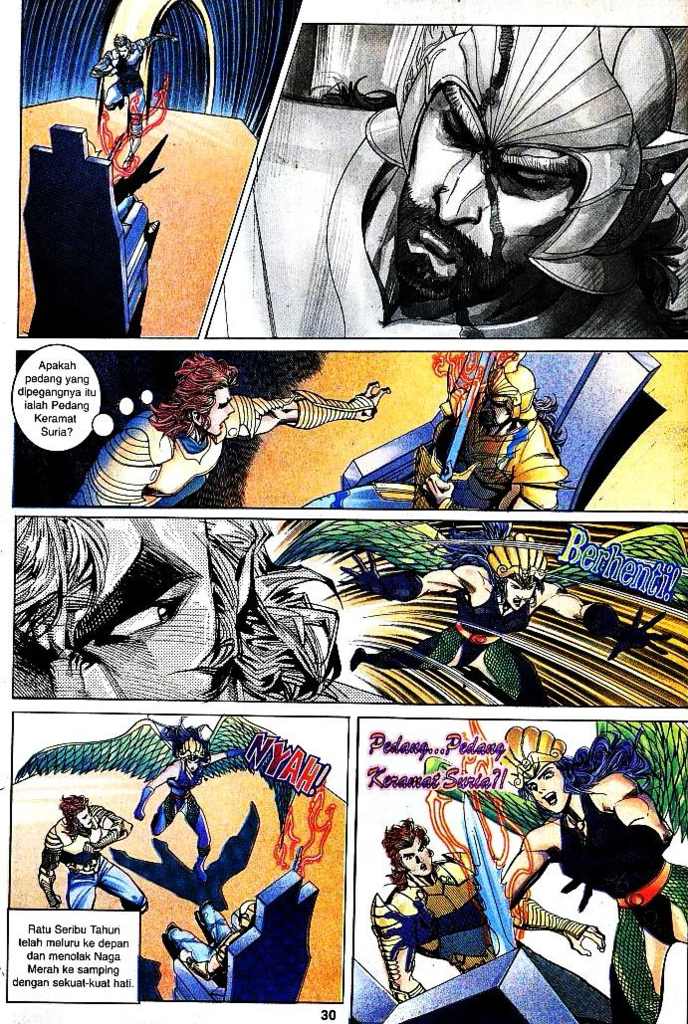 Apakah
pedang yang
dipegangnya itu
ialah Pedang
Keramat
Suria?
Berhenti!
NYAH!
Ratu Seribu Tahun
telah meluru ke depan
dan menolak Naga
Merah ke samping
dengan sekuat-kuat hati.
Pedang...Pedang
Keramat Suria?!
30